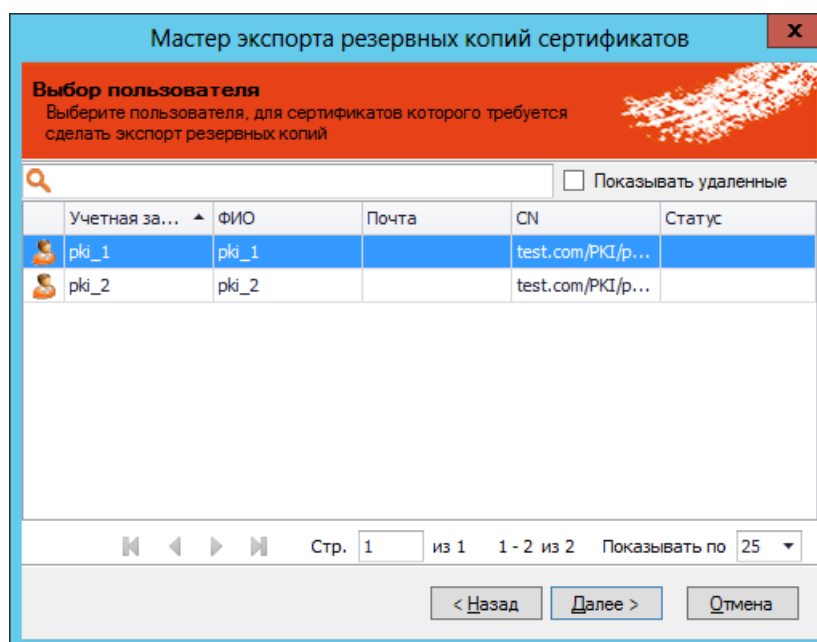 Мастер экспорта резервных копий сертификатов
x
Выбор пользователя
Выберите пользователя, для сертификатов которого требуется
сделать экспорт резервных копий
Показывать удаленные
Учетная за... ФИО Почта CN Статус
pki_1 pki_1 test.com/PKI/p...
pki_2 pki_2 test.com/PKI/p...
Стр. 1 из 1 1 - 2 из 2 Показывать по 25
< Назад Далее > Отмена